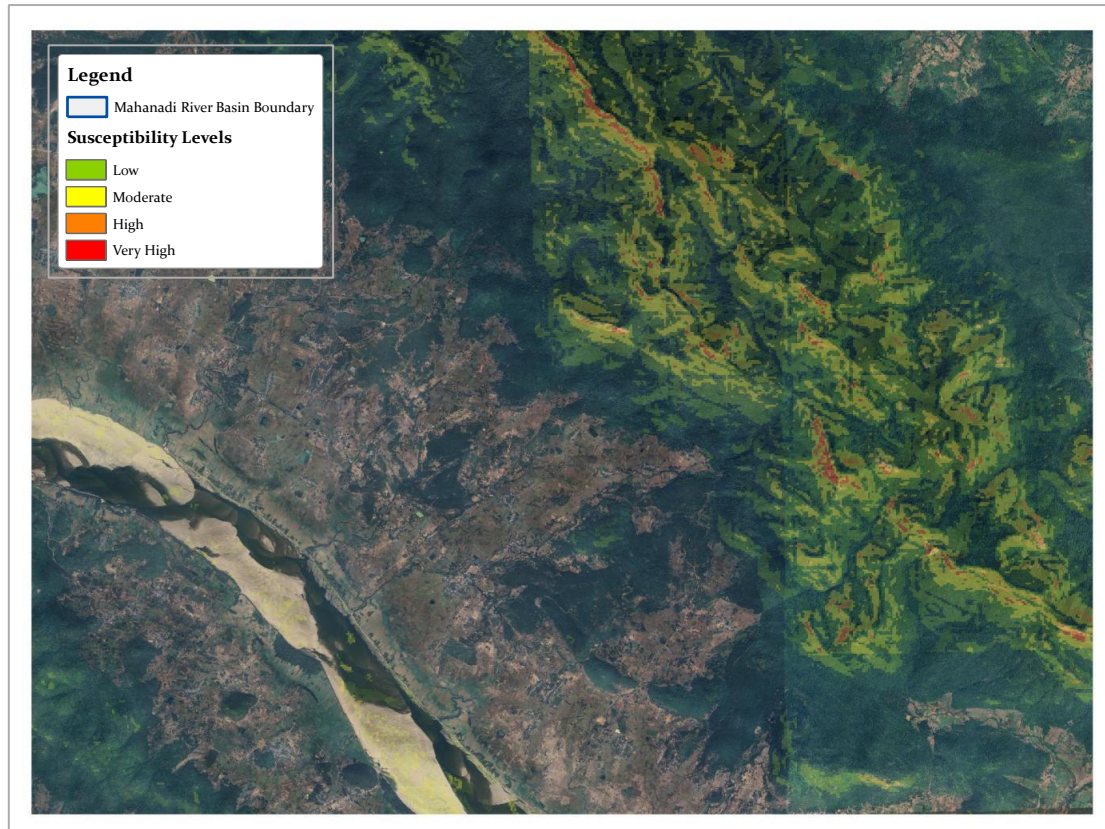 Legend
Mahanadi River Basin Boundary
Susceptibility Levels
Low
Moderate
High
Very High